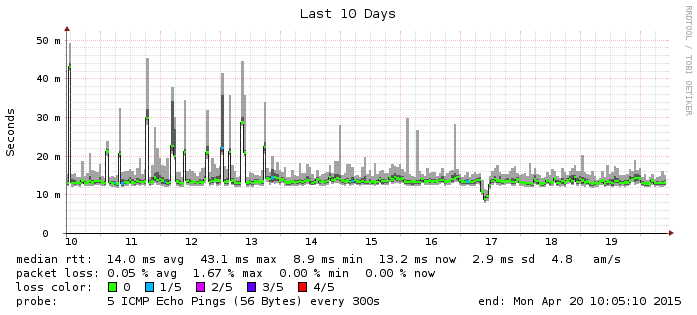 Last 10 Days
RRDTOOL / TOBI OETIKER
Seconds
50 m
40 m
30 m
20 m
10 m
0
10 11 12 13 14 15 16 17 18 19
median rtt: 14.0 ms avg 43.1 ms max 8.9 ms min 13.2 ms now 2.9 ms sd 4.8 am/s
packet loss: 0.05 % avg 1.67 % max 0.00 % min 0.00 % now
loss color: 0 1/5 2/5 3/5 4/5
probe: 5 ICMP Echo Pings (56 Bytes) every 300s end: Mon Apr 20 10:05:10 2015